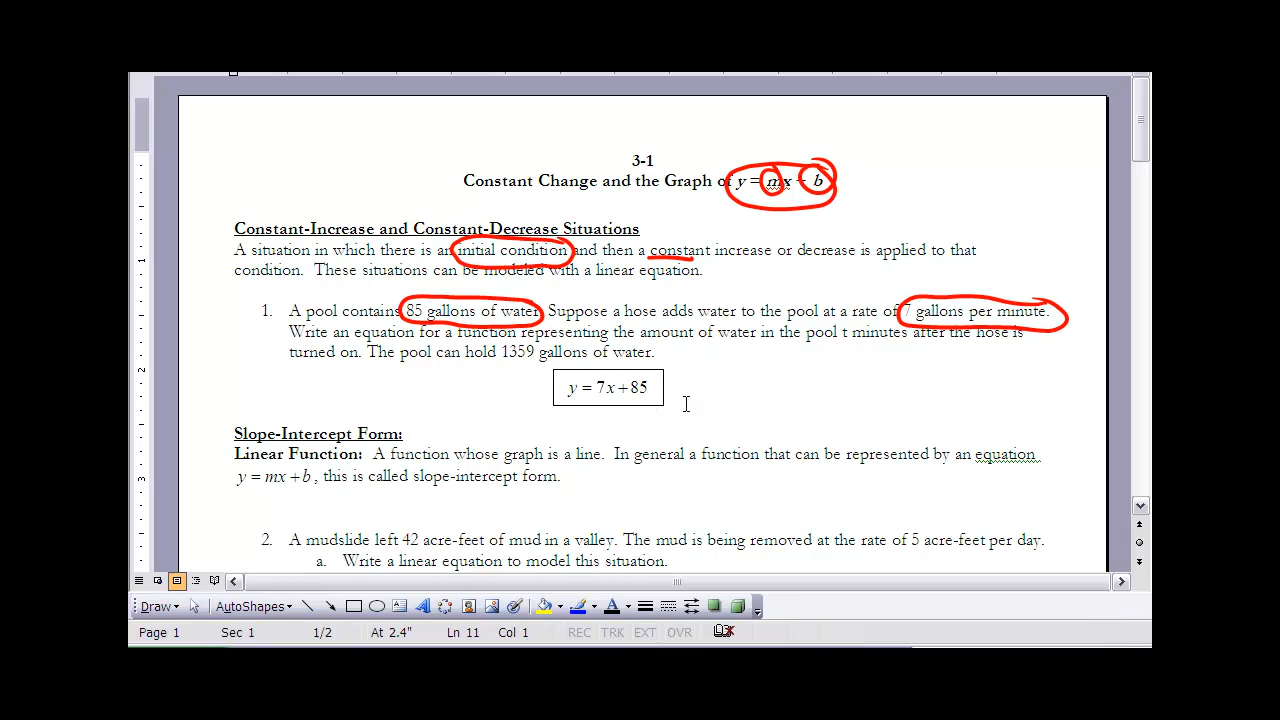 3-1
Constant Change and the Graph of y = mx + b
Constant-Increase and Constant-Decrease Situations
A situation in which there is an initial condition and then a constant increase or decrease is applied to that
condition. These situations can be modeled with a linear equation.
1. A pool contains 85 gallons of water. Suppose a hose adds water to the pool at a rate of 7 gallons per minute.
Write an equation for a function representing the amount of water in the pool t minutes after the hose is
turned on. The pool can hold 1359 gallons of water.
y = 7x + 85
Slope-Intercept Form:
Linear Function: A function whose graph is a line. In general a function that can be represented by an equation
y = mx + b, this is called slope-intercept form.
2. A mudslide left 42 acre-feet of mud in a valley. The mud is being removed at the rate of 5 acre-feet per day.
a. Write a linear equation to model this situation.
1
2
3
Draw AutoShapes
Page 1 Sec 1 1/2 At 2.4" Ln 11 Col 1 REC TRK EXT OVR